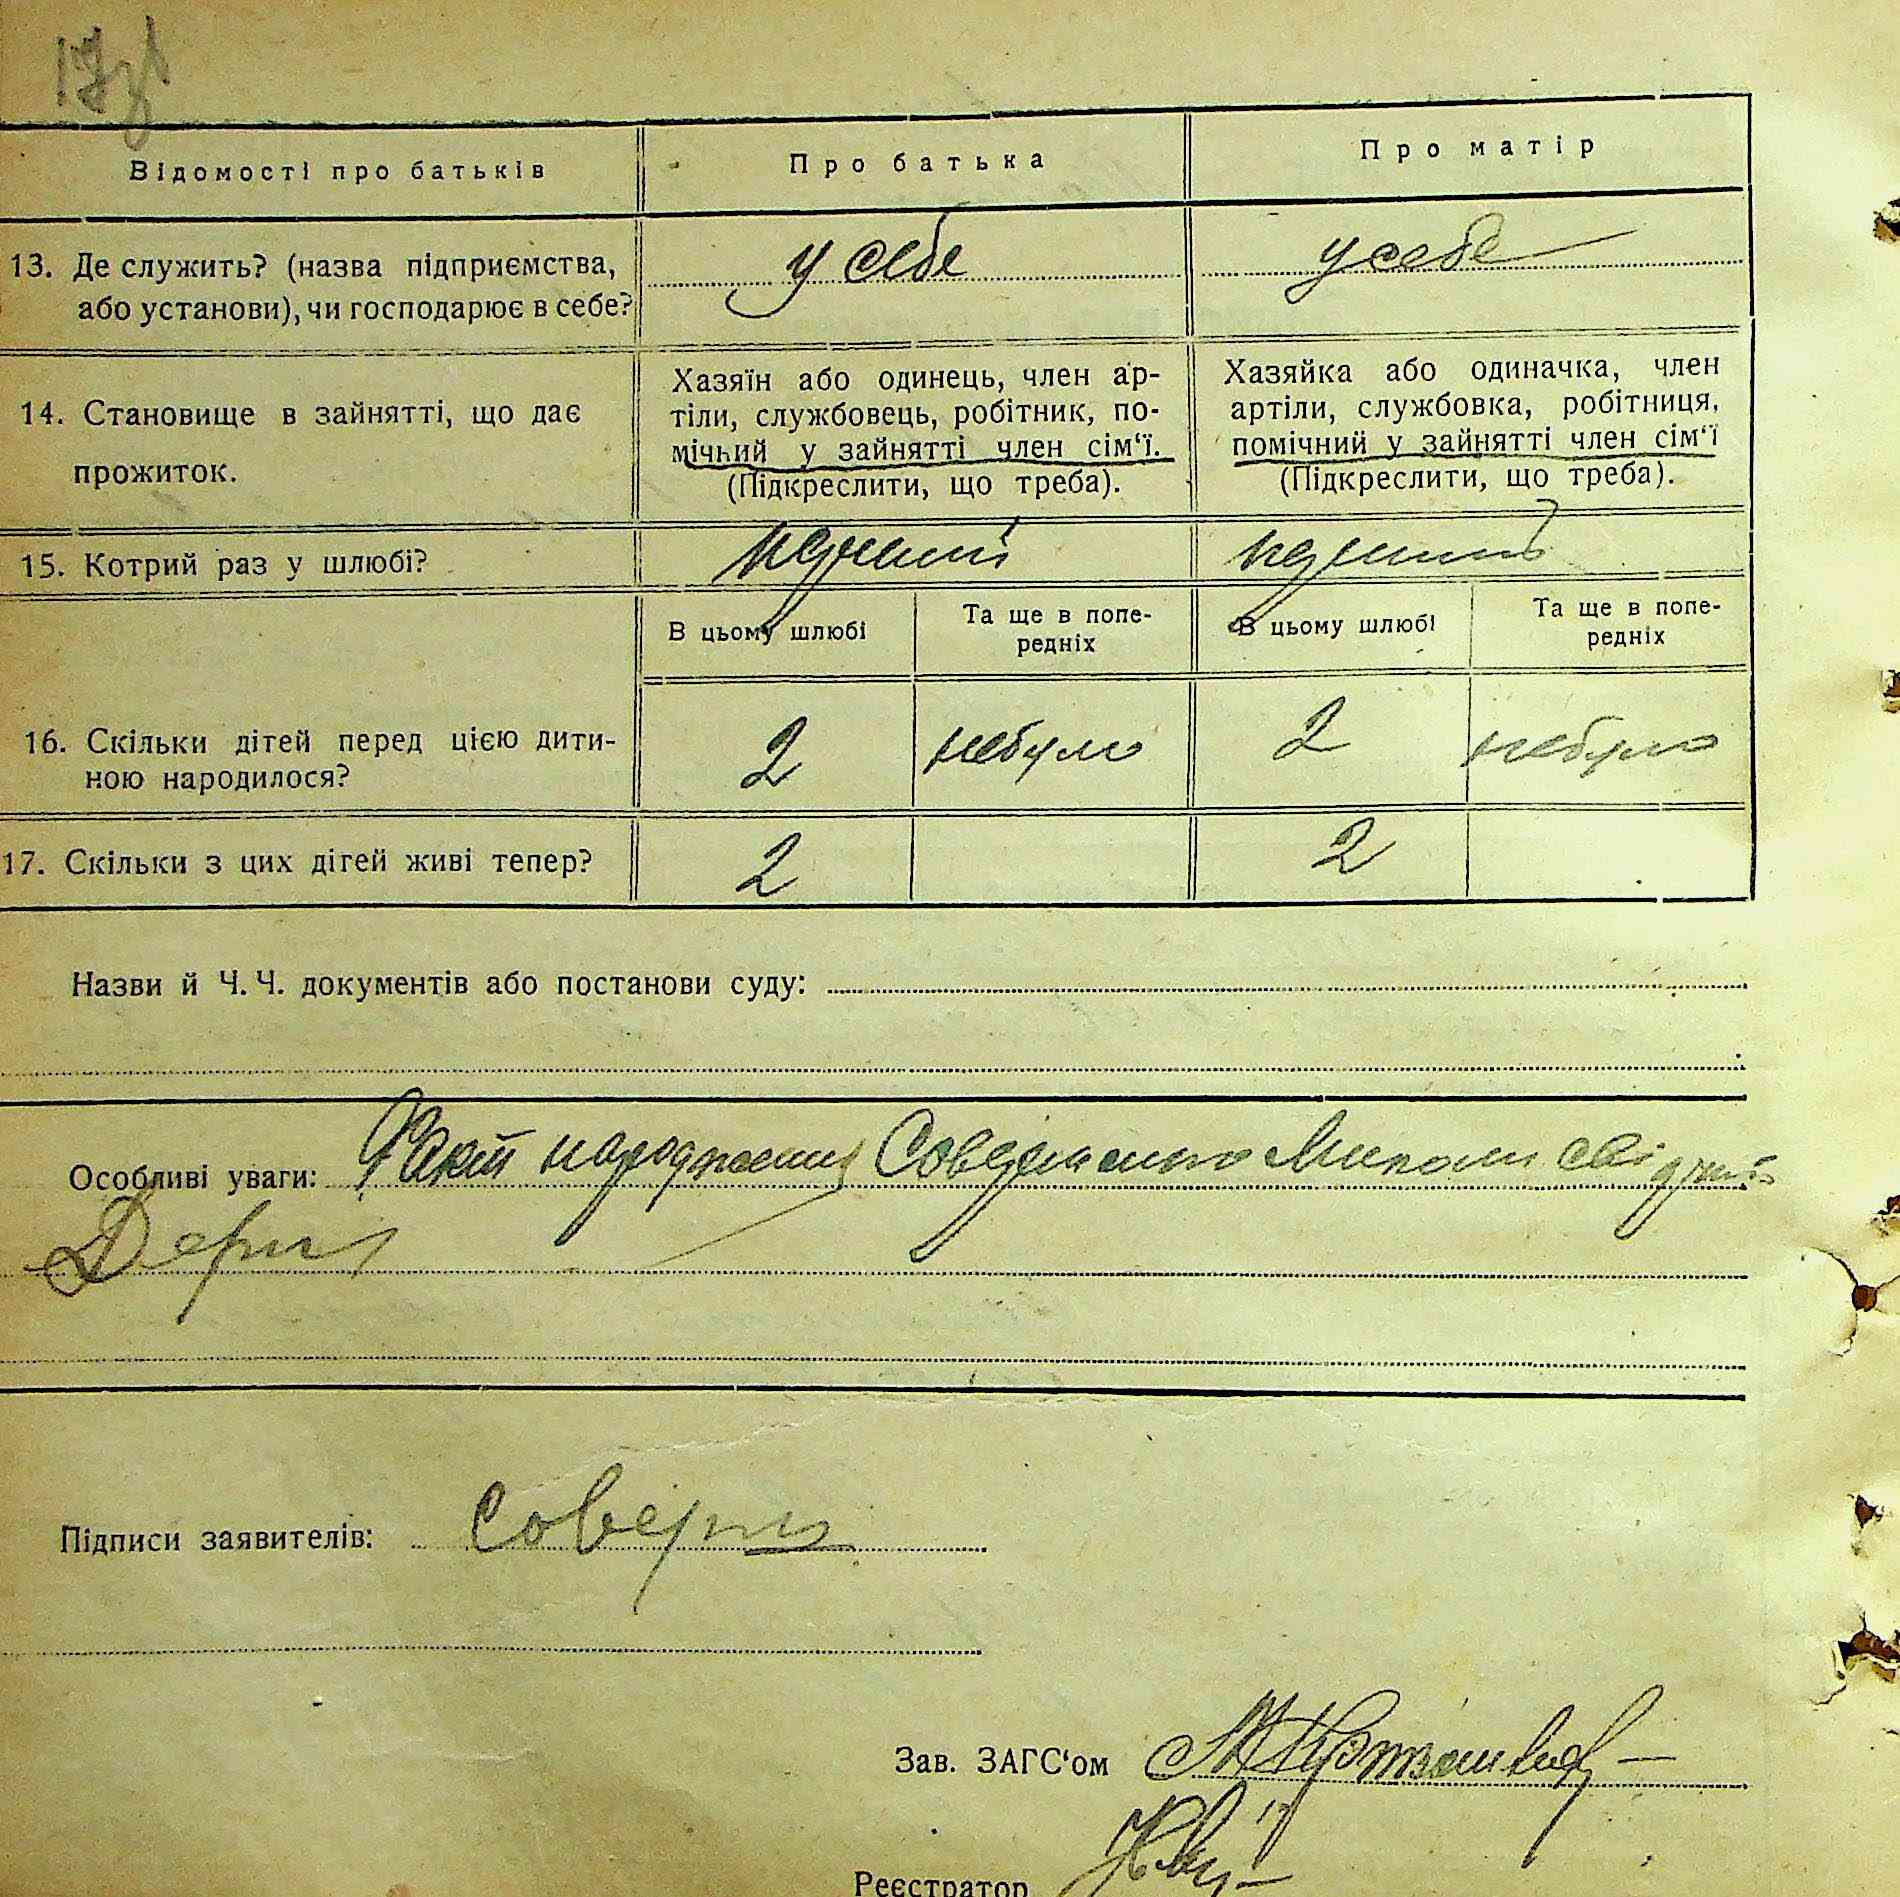 Відомості про батьків
Про батька
Про матір
13. Де служить? (назва підприємства,
або установи), чи господарює в себе?
у себе
у себе
14. Становище в зайнятті, що дає
прожиток.
Хазяїн або одинець, член ар-
тіли, службовець, робітник, по-
мічний у зайнятті член сім‘ї.
(Підкреслити, що треба).
Хазяйка або одиначка, член
артіли, службовка, робітниця,
помічний у зайнятті член сім‘ї
(Підкреслити, що треба).
15. Котрий раз у шлюбі?
В цьому шлюбі
Та ще в попе-
редніх
В цьому шлюбі
Та ще в попе-
редніх
16. Скільки дітей перед цією дити-
ною народилося?
2
небуло
2
небуло
17. Скільки з цих дітей живі тепер?
2
2
Назви й Ч. Ч. документів або постанови суду:
Особливі уваги: Факт народження
Підписи заявителів:
Зав. ЗАГС‘ом
Реєстратор